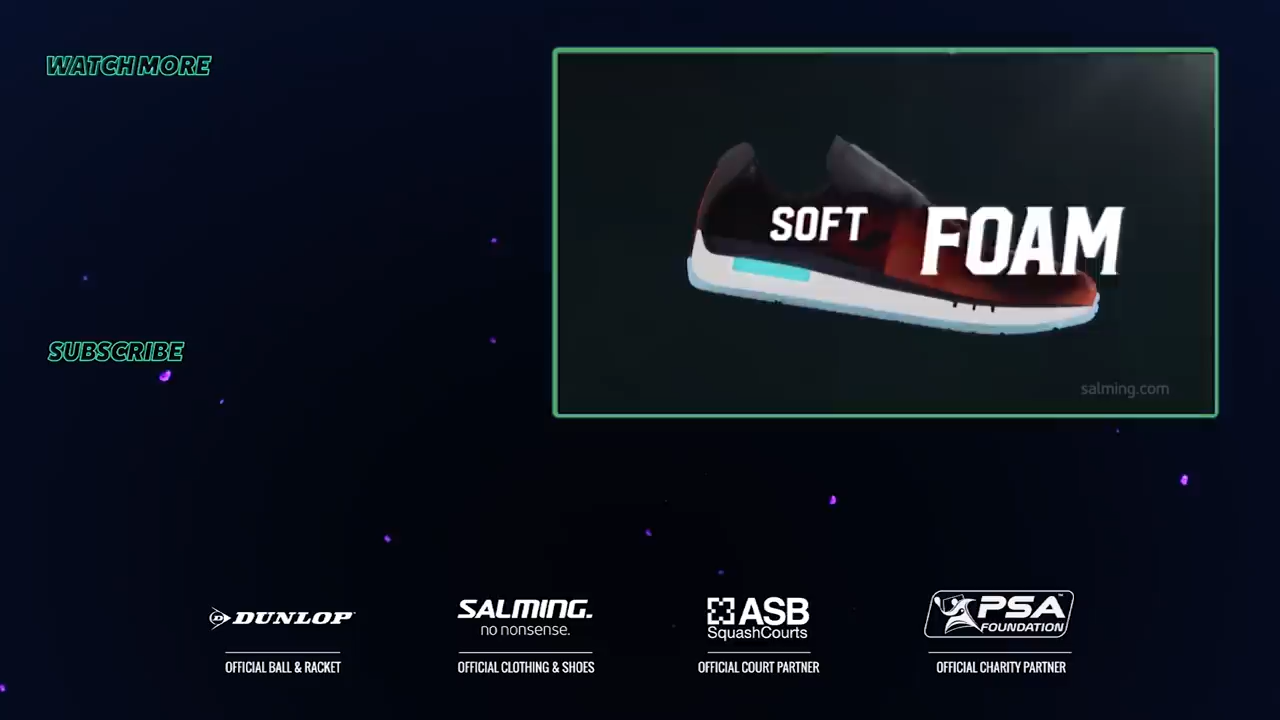 WATCH MORE
SOFT FOAM
salming.com
SUBSCRIBE
DUNLOP
OFFICIAL BALL & RACKET
SALMING.
no nonsense.
OFFICIAL CLOTHING & SHOES
ASB
SquashCourts
OFFICIAL COURT PARTNER
PSA™
FOUNDATION
OFFICIAL CHARITY PARTNER